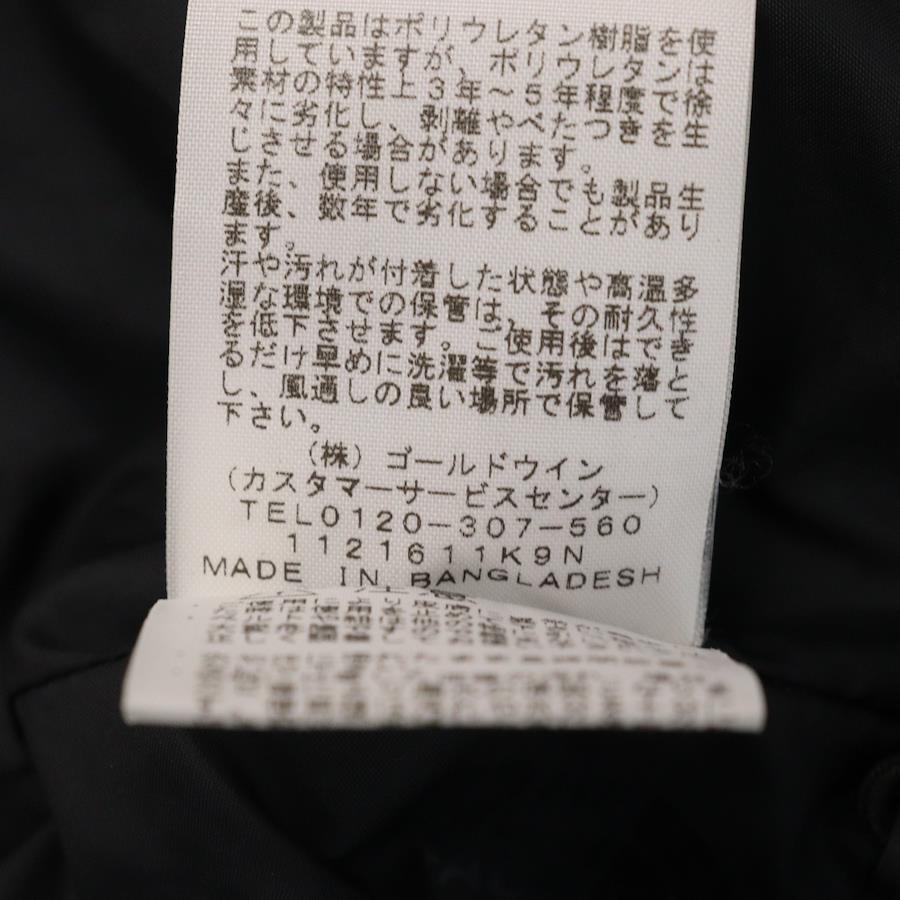 この製品はポリウレタン樹脂を使
用していますが、ポリウレタンは
素材の特性上、3年〜5年程度で徐
々に劣化し、剥離やべたつきを生
じさせる場合があります。
また、使用しない場合でも製品生
産後、数年で劣化することがあり
ます。
汗や汚れが付着した状態や高温多
湿な環境での保管は、その耐久性
を低下させます。ご使用後はでき
るだけ早めに洗濯等で汚れを落と
し、風通しの良い場所で保管して
下さい。
(株)ゴールドウイン
(カスタマーサービスセンター)
TEL0120-307-560
1121611K9N
MADE IN BANGLADESH